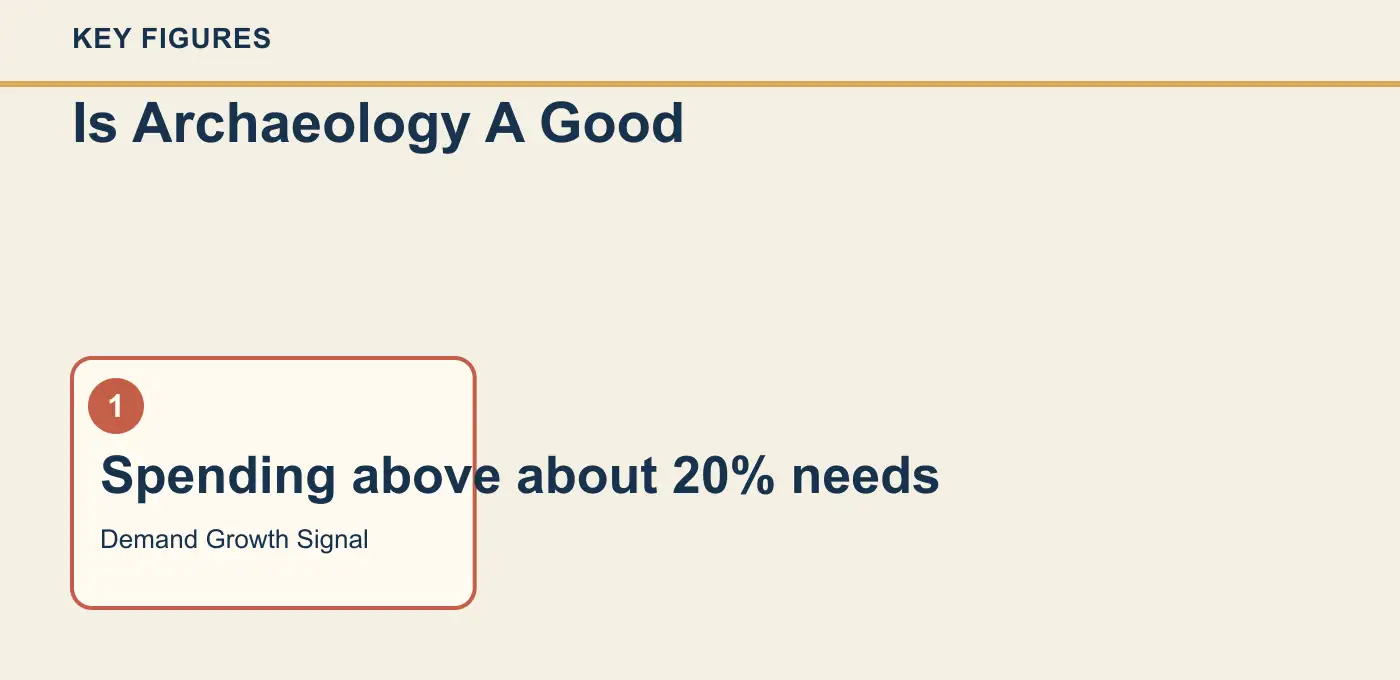 KEY FIGURES
Is Archaeology A Good
1
Spending above about 20% needs
Demand Growth Signal